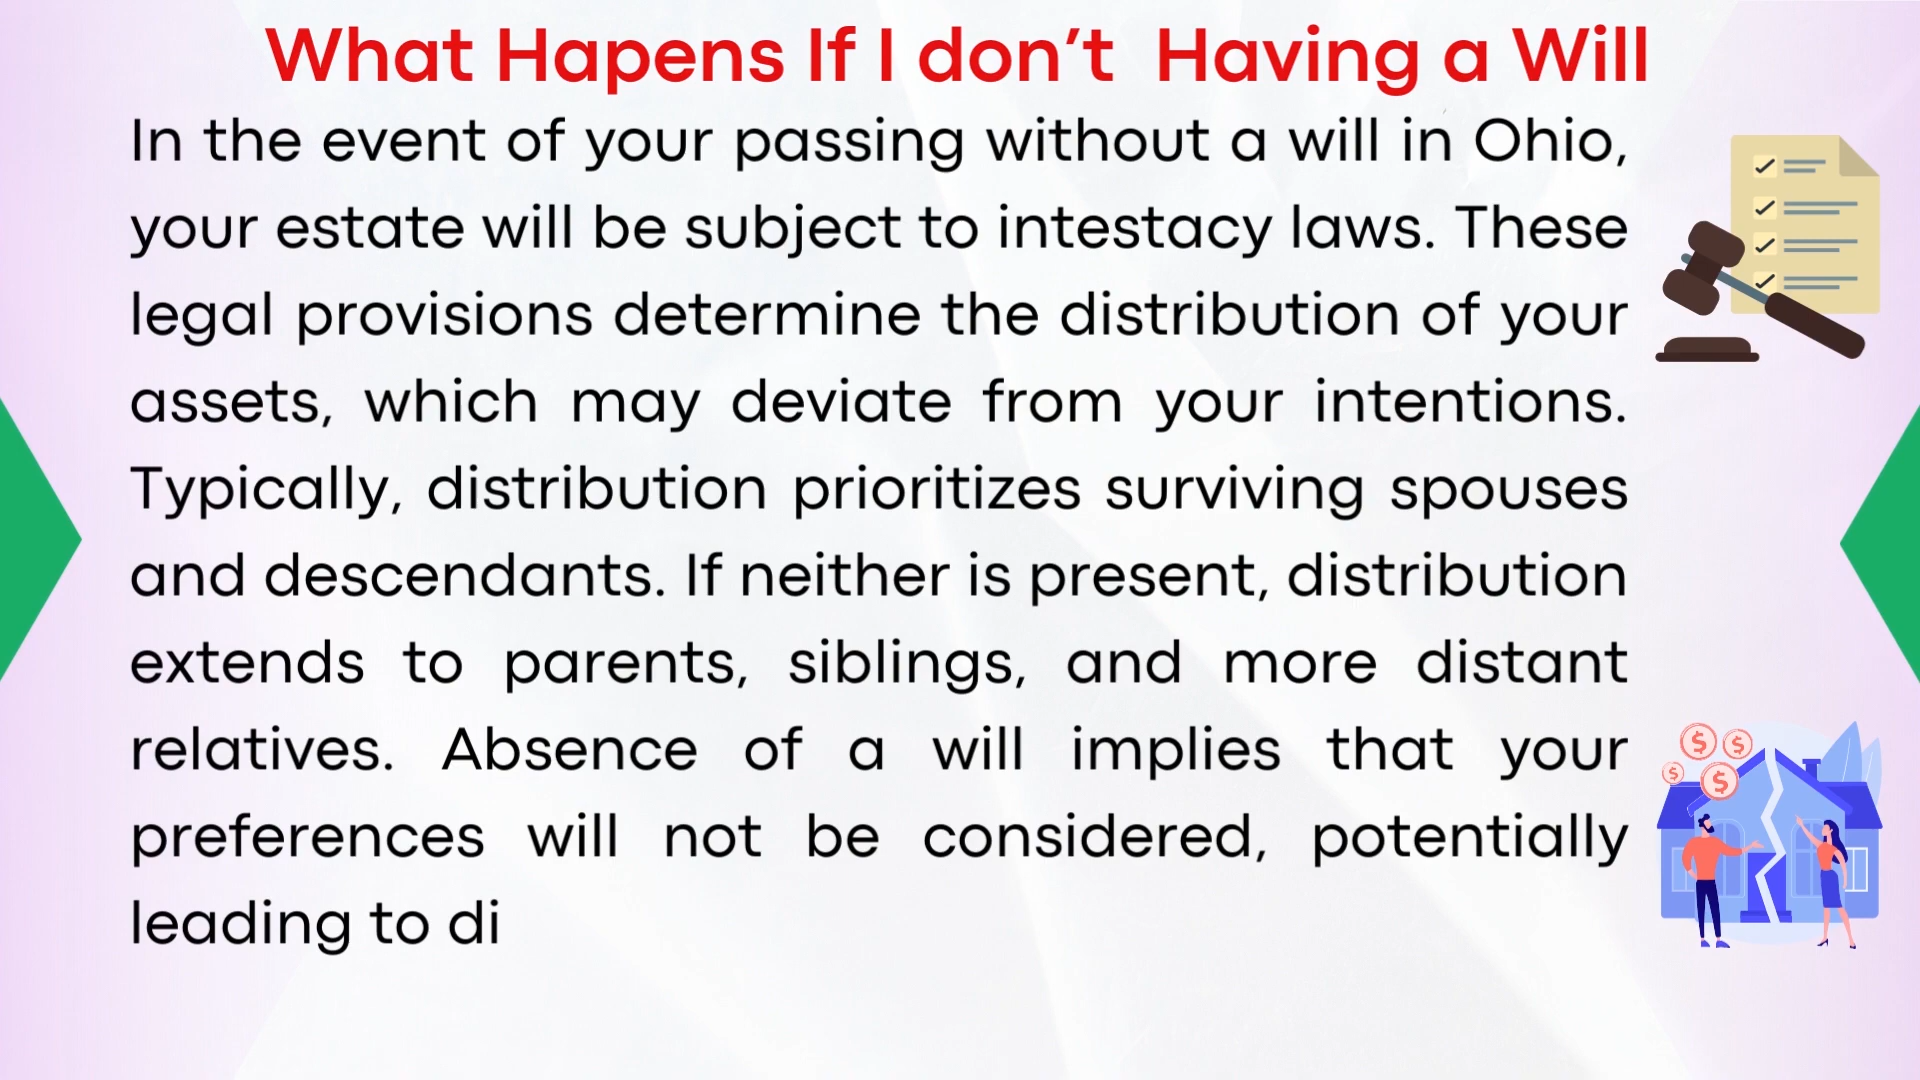 What Hapens If I don’t Having a Will
In the event of your passing without a will in Ohio,
your estate will be subject to intestacy laws. These
legal provisions determine the distribution of your
assets, which may deviate from your intentions.
Typically, distribution prioritizes surviving spouses
and descendants. If neither is present, distribution
extends to parents, siblings, and more distant
relatives. Absence of a will implies that your
preferences will not be considered, potentially
leading to di
$ $
$ $